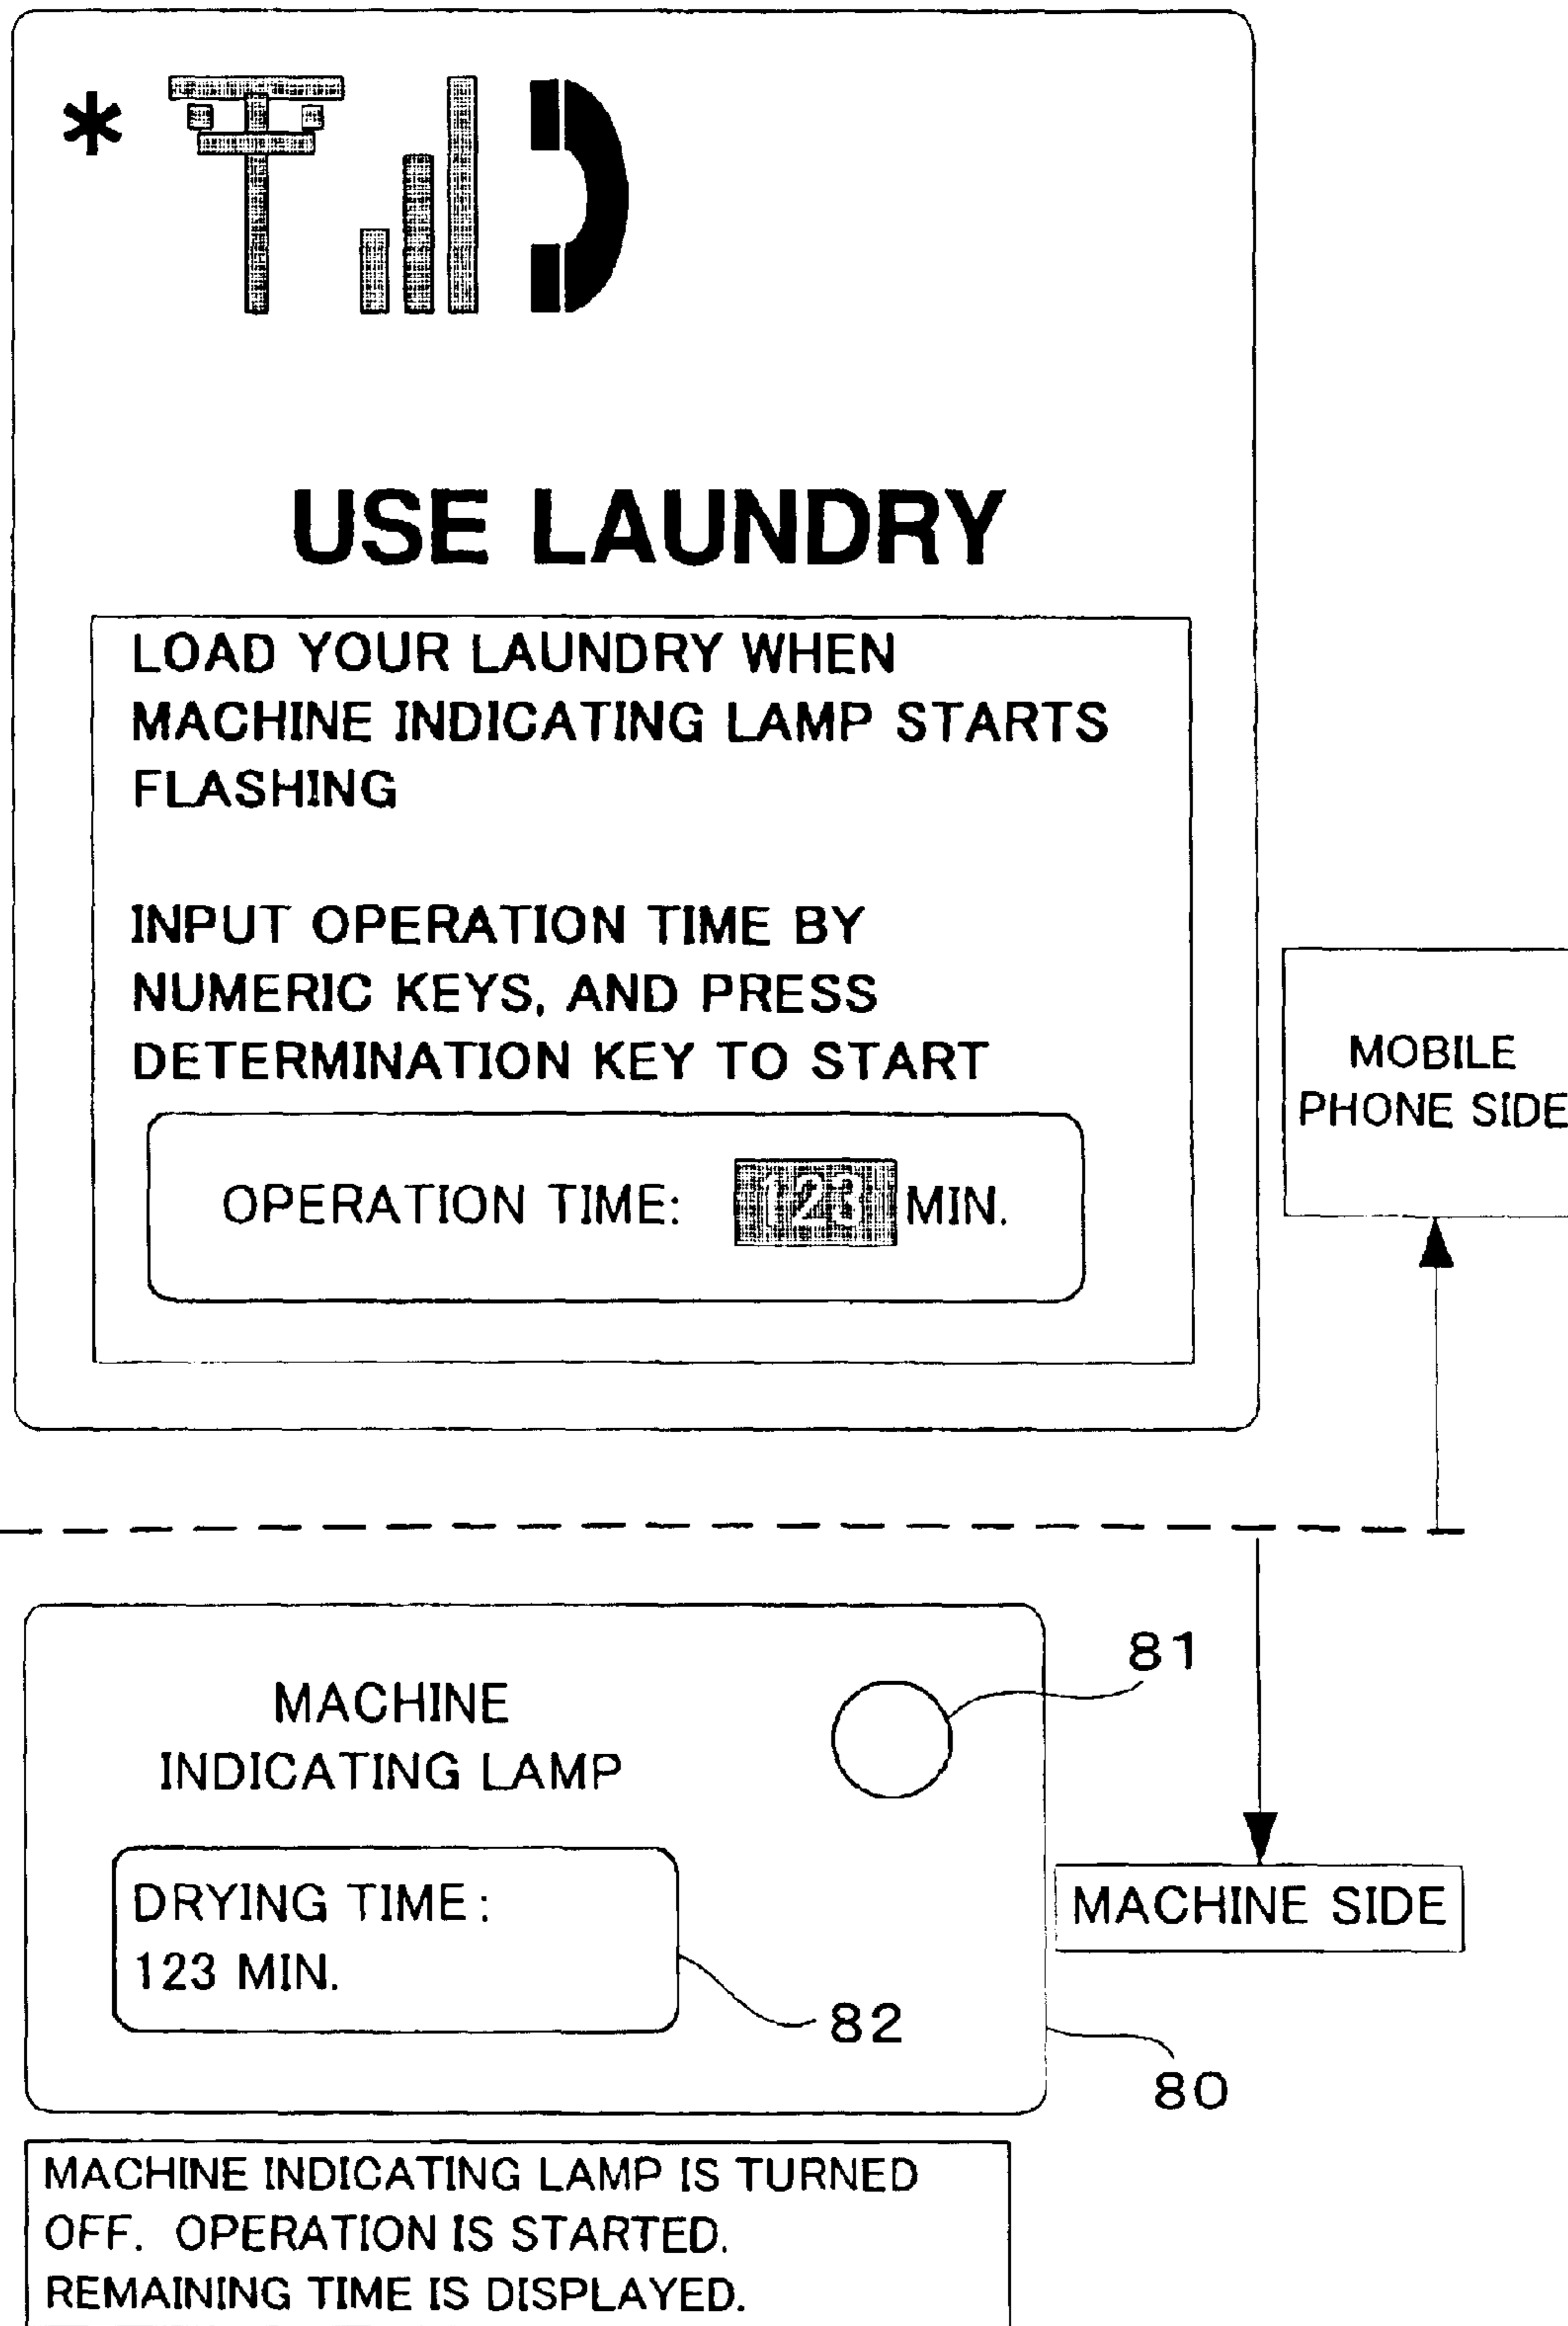 *
USE LAUNDRY
LOAD YOUR LAUNDRY WHEN
MACHINE INDICATING LAMP STARTS
FLASHING
INPUT OPERATION TIME BY
NUMERIC KEYS, AND PRESS
DETERMINATION KEY TO START
OPERATION TIME: 123 MIN.
MOBILE
PHONE SIDE
81
MACHINE
INDICATING LAMP
DRYING TIME:
123 MIN.
MACHINE SIDE
82
80
MACHINE INDICATING LAMP IS TURNED
OFF. OPERATION IS STARTED.
REMAINING TIME IS DISPLAYED.